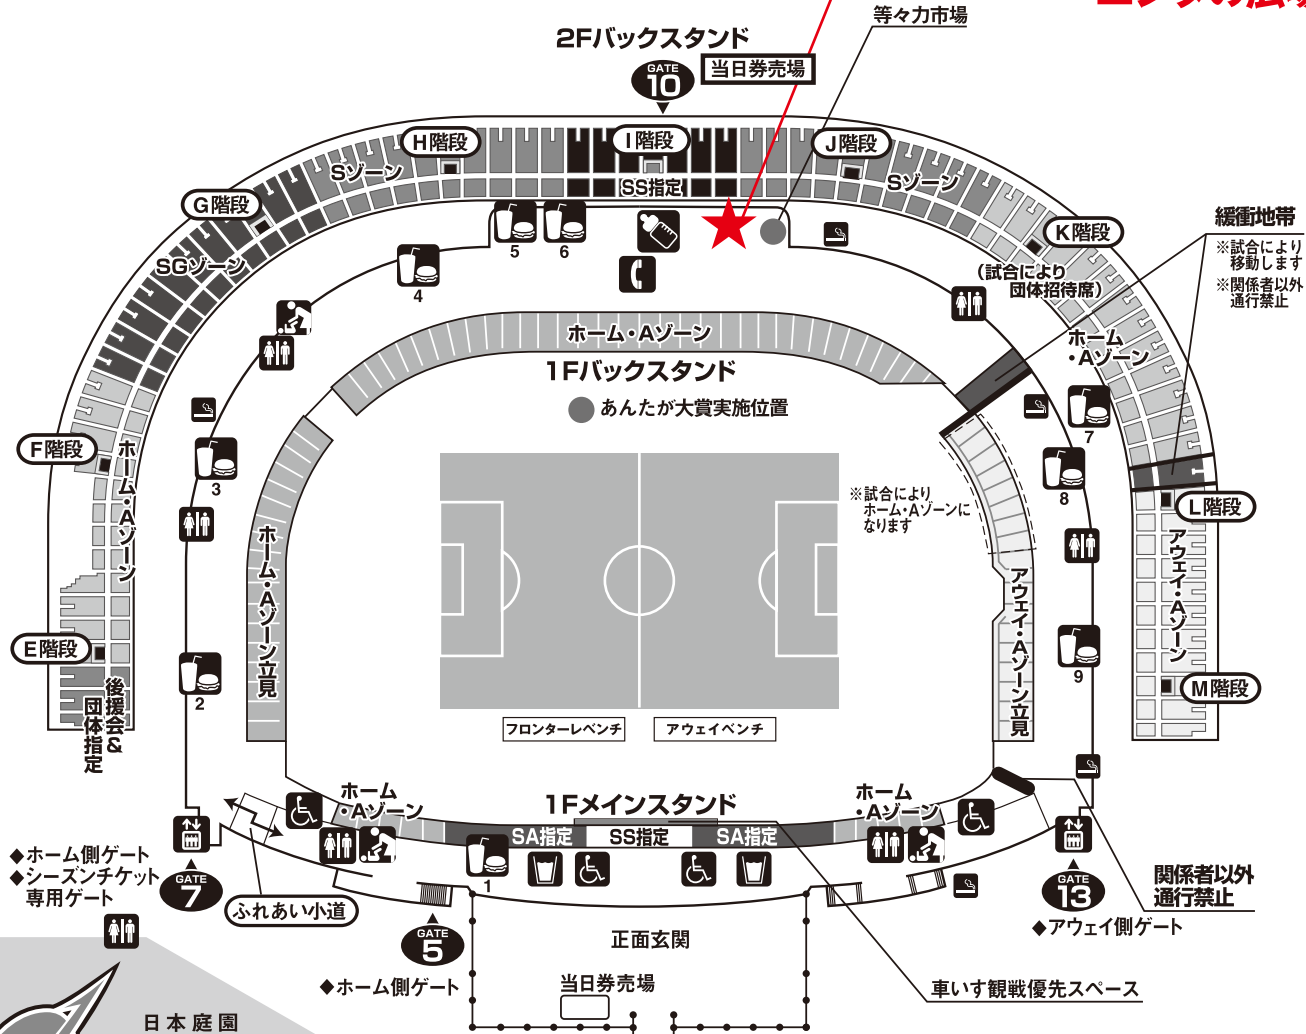 等々力市場
2Fバックスタンド
GATE
10
当日券売場
H階段
I階段
J階段
Sゾーン
SS指定
Sゾーン
G階段
K階段
緩衝地帯
※試合により
移動します
※関係者以外
通行禁止
SGゾーン
5
6
4
(試合により
団体招待席)
ホーム・Aゾーン
ホーム
・Aゾーン
1Fバックスタンド
あんたが大賞実施位置
7
F階段
3
ホーム・Aゾーン
8
※試合により
ホーム・Aゾーンに
なります
L階段
ホーム・Aゾーン立見
アウェイ・Aゾーン立見
アウェイ・Aゾーン
E階段
2
9
M階段
後援会&
団体指定
フロンターレベンチ
アウェイベンチ
ホーム
・Aゾーン
1Fメインスタンド
ホーム
・Aゾーン
SA指定
SS指定
SA指定
1
◆ホーム側ゲート
◆シーズンチケット
専用ゲート
GATE
7
ふれあい小道
GATE
5
◆ホーム側ゲート
正面玄関
当日券売場
GATE
13
◆アウェイ側ゲート
関係者以外
通行禁止
車いす観戦優先スペース
日本庭園